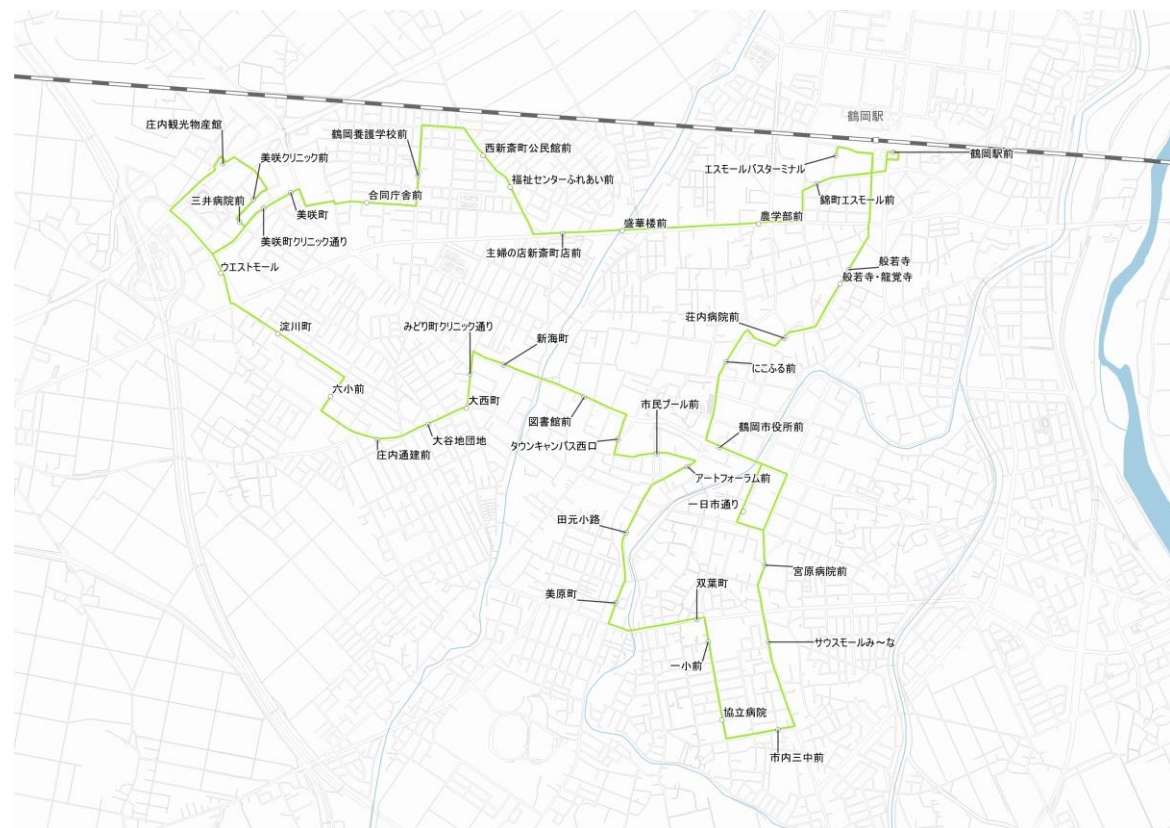 鶴岡駅
庄内観光物産館
鶴岡養護学校前
西新斎町公民館前
美咲クリニック前
エスモールバスターミナル
鶴岡駅前
福祉センターふれあい前
三井病院前
合同庁舎前
錦町エスモール前
美咲町
盛華楼前
農学部前
美咲町クリニック通り
主婦の店新斎町店前
ウエストモール
般若寺
般若寺・龍覚寺
淀川町
みどり町クリニック通り
新海町
荘内病院前
にこふる前
六小前
大西町
図書館前
市民プール前
大谷地団地
庄内通建前
タウンキャンパス西口
鶴岡市役所前
アートフォーラム前
一日市通り
田元小路
宮原病院前
美原町
双葉町
サウスモールみ～な
一小前
協立病院
市内三中前